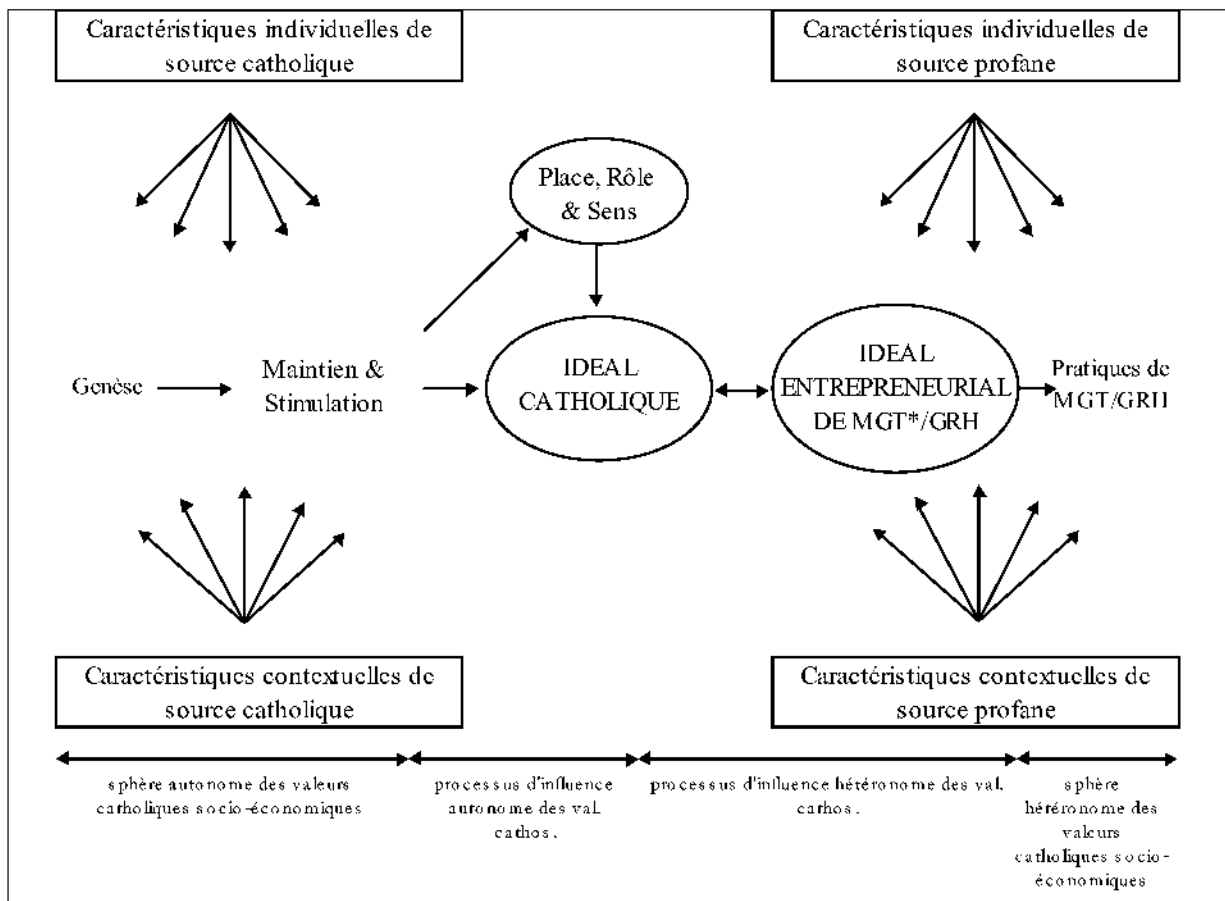 Caractéristiques individuelles de
source catholique
Caractéristiques individuelles de
source profane
Place, Rôle
& Sens
Genèse
Maintien &
Stimulation
IDEAL
CATHOLIQUE
IDEAL
ENTREPRENEURIAL
DE MGT*/GRH
Pratiques de
MGT/GRH
Caractéristiques contextuelles de
source catholique
Caractéristiques contextuelles de
source profane
sphère autonome des valeurs
catholiques socio-économiques
processus d'influence
autonome des val.
cathos.
processus d'influence hétéronome des val.
cathos.
sphère
hétéronome des
valeurs
catholiques socio-
économiques